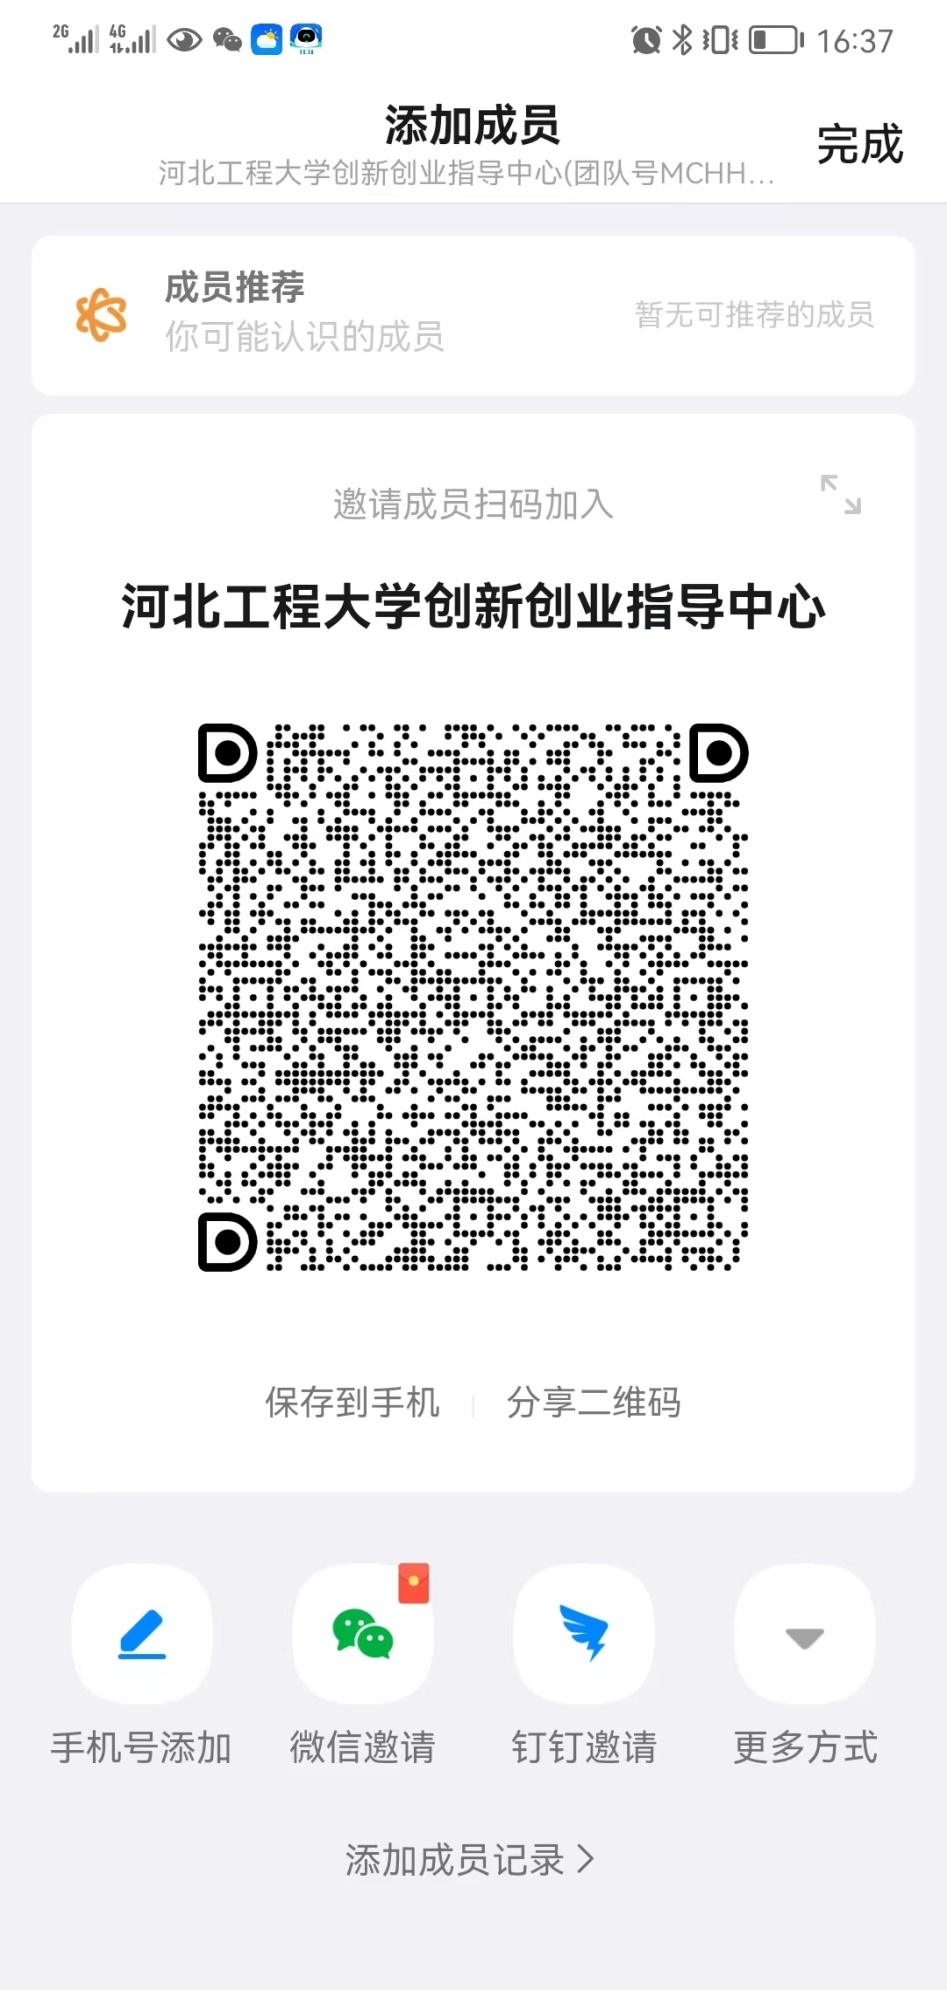 2G 4G 16:37
添加成员
完成
河北工程大学创新创业指导中心(团队号MCHH...
成员推荐
你可能认识的成员
暂无可推荐的成员
邀请成员扫码加入
河北工程大学创新创业指导中心
保存到手机 | 分享二维码
手机号添加 微信邀请 钉钉邀请 更多方式
添加成员记录 >